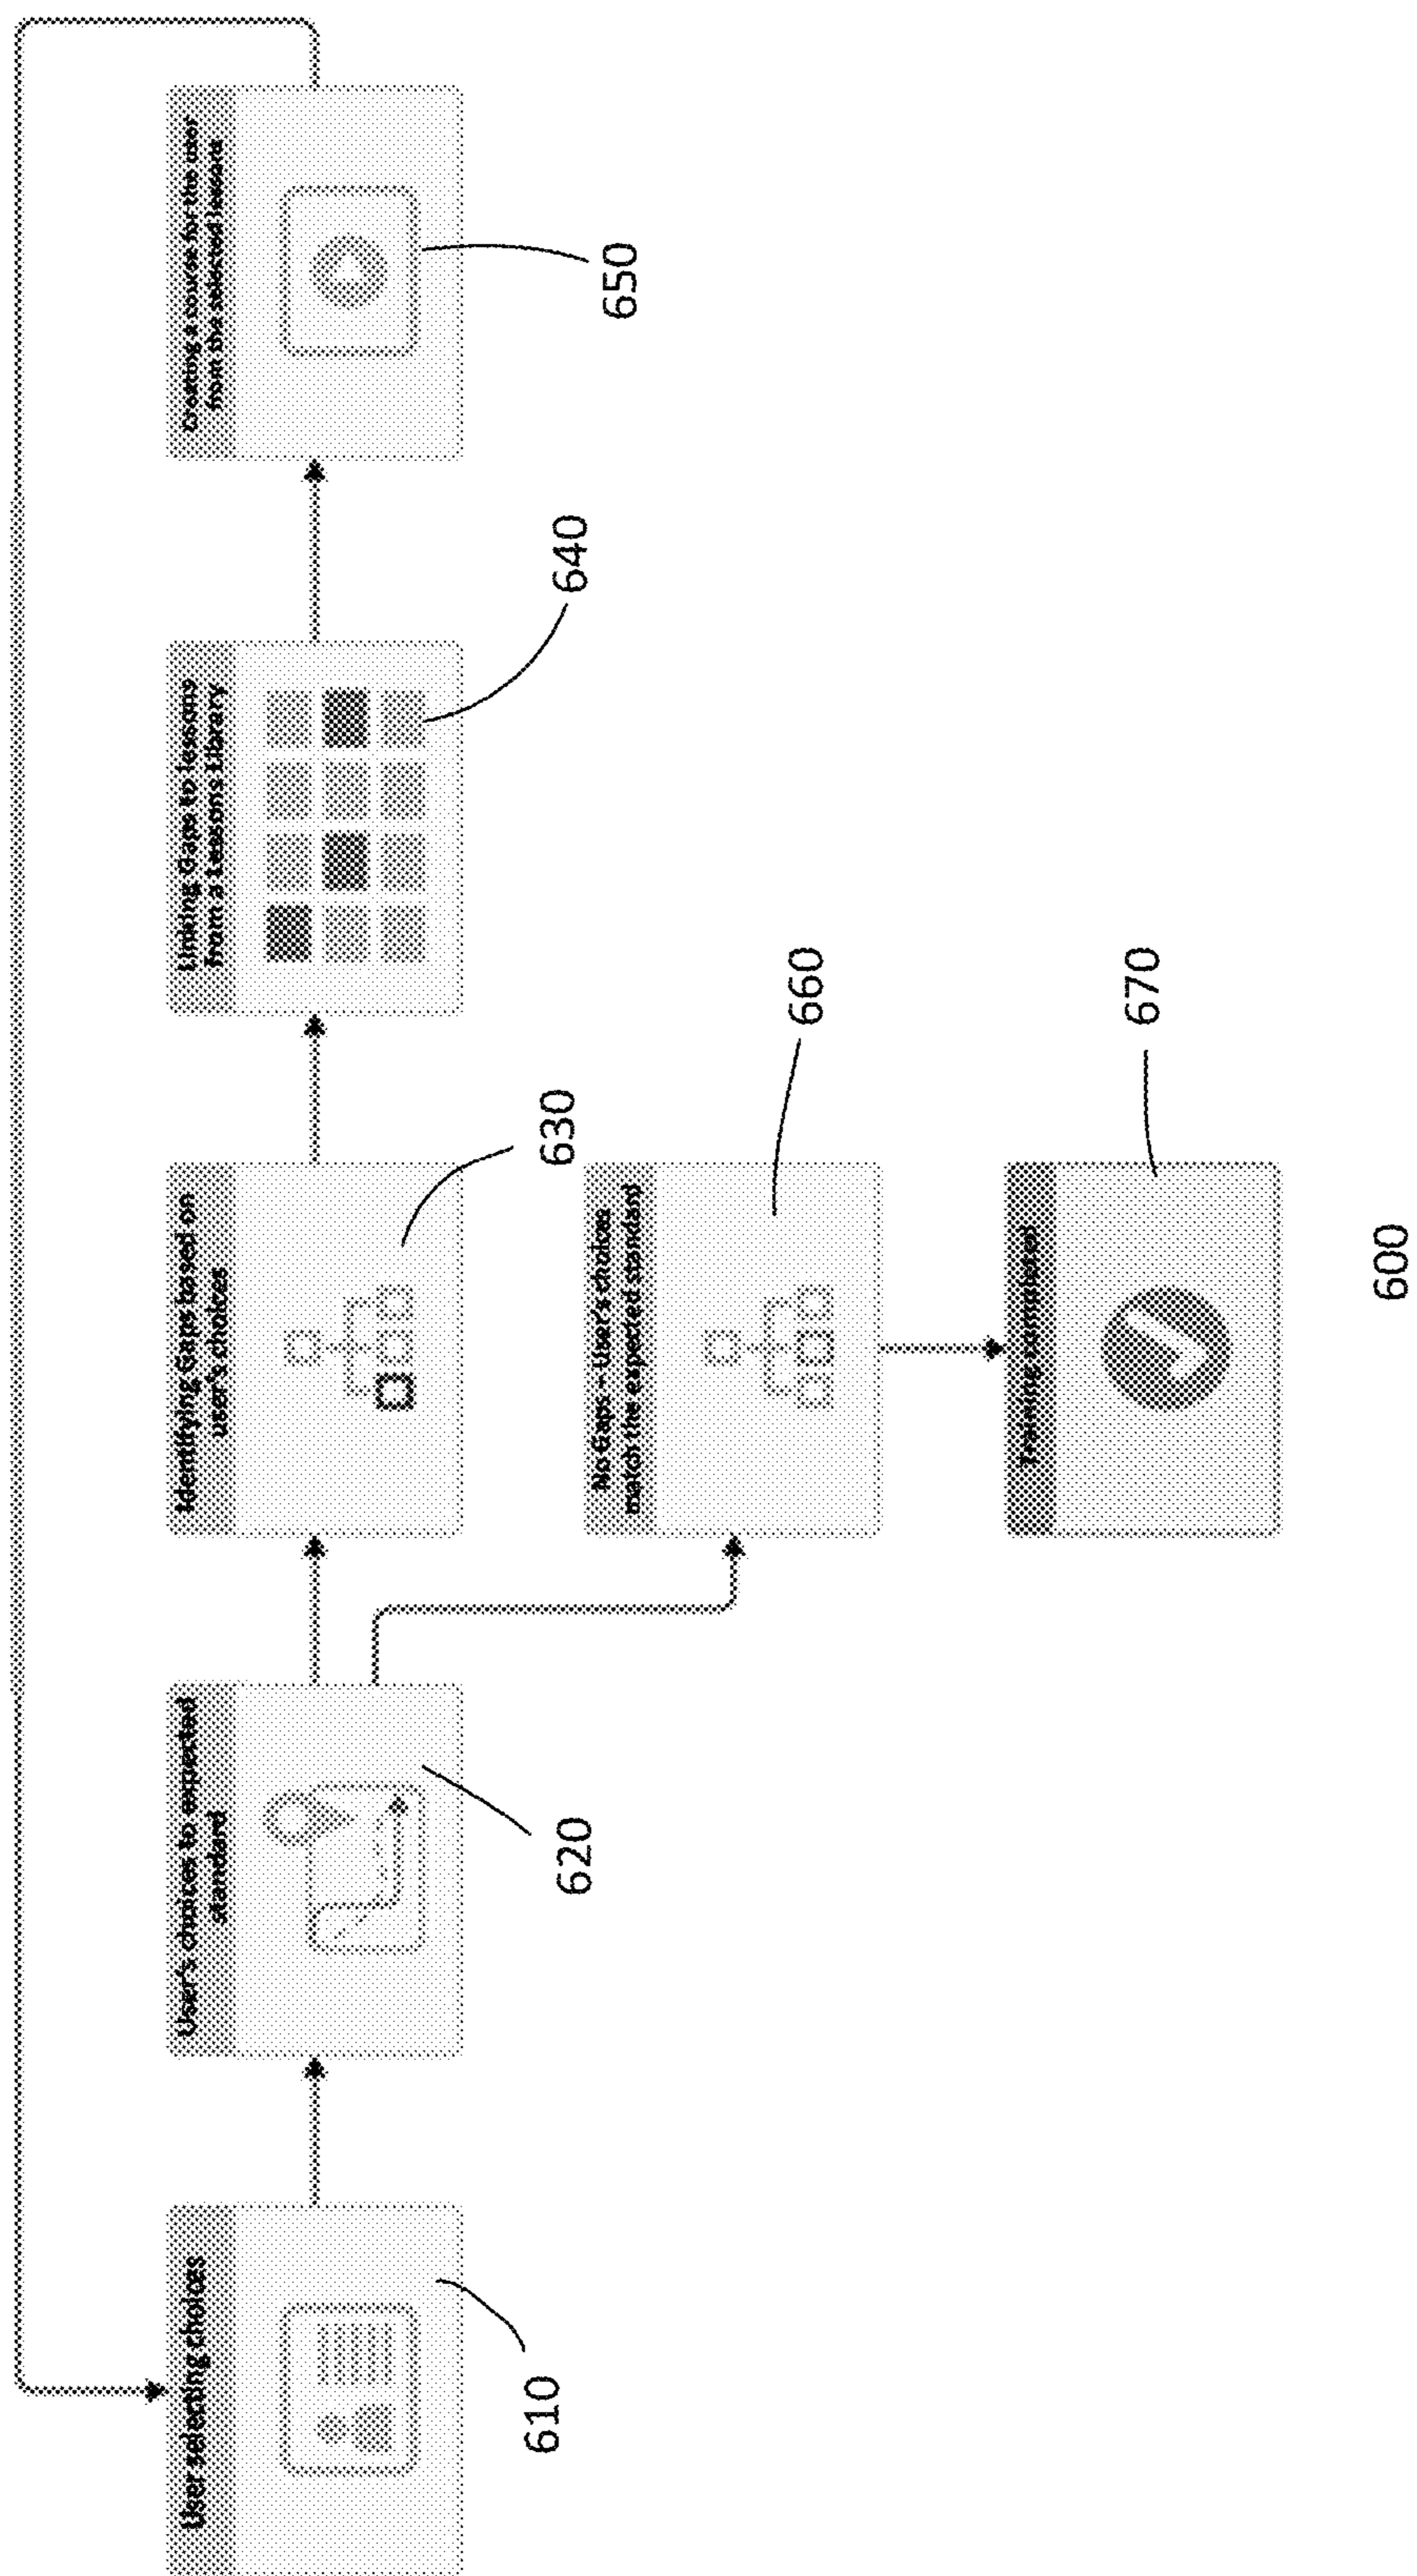 User selecting choices
610
User's choices to expected
standard
620
Identifying Gaps based on
user's choices
630
Linking Gaps to lessons
from a Lessons Library
640
Creating a course for the user
from the selected lessons
650
No Gaps – User's choices
match the expected standard
660
Training completed
670
600